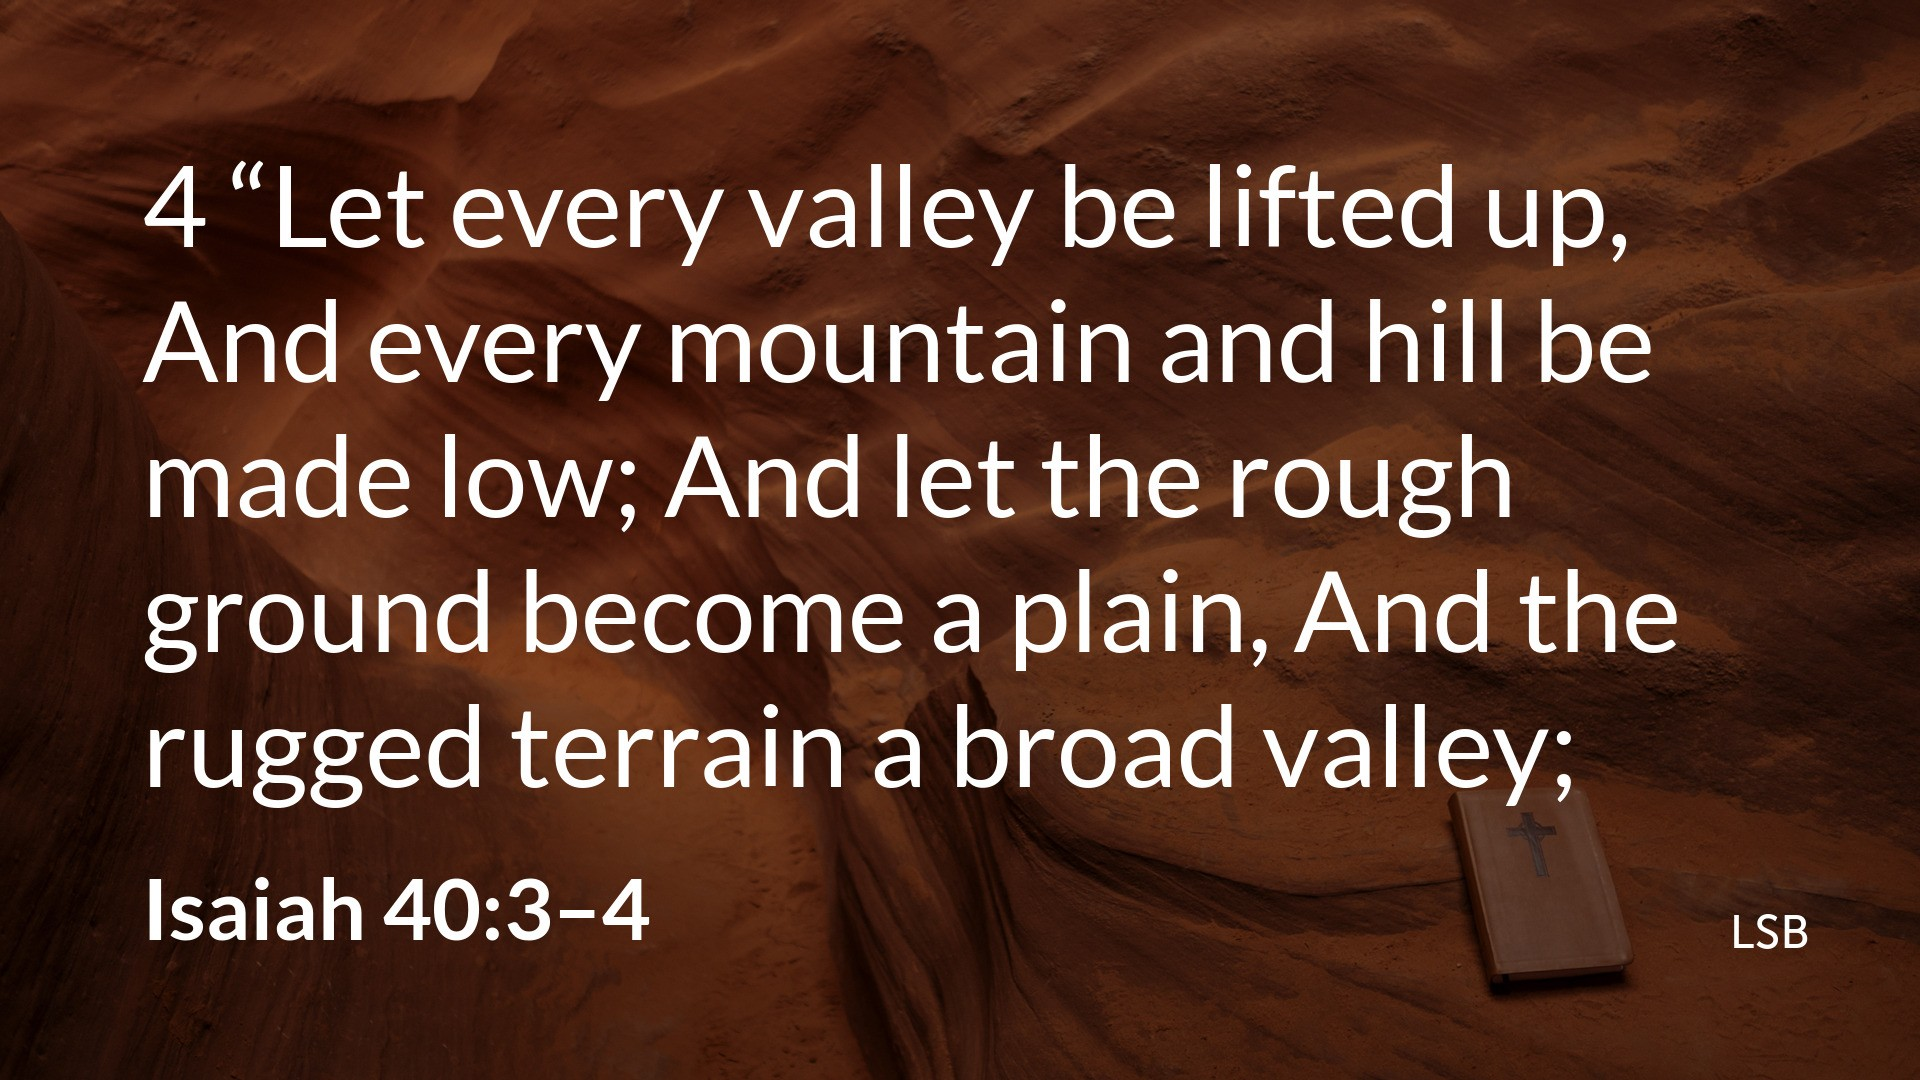 4 “Let every valley be lifted up,
And every mountain and hill be
made low; And let the rough
ground become a plain, And the
rugged terrain a broad valley;
Isaiah 40:3–4
LSB